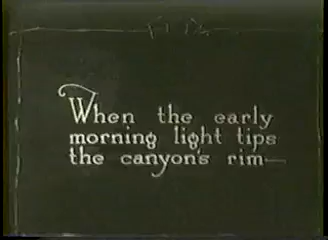 When the early
morning light tips
the canyon's rim—